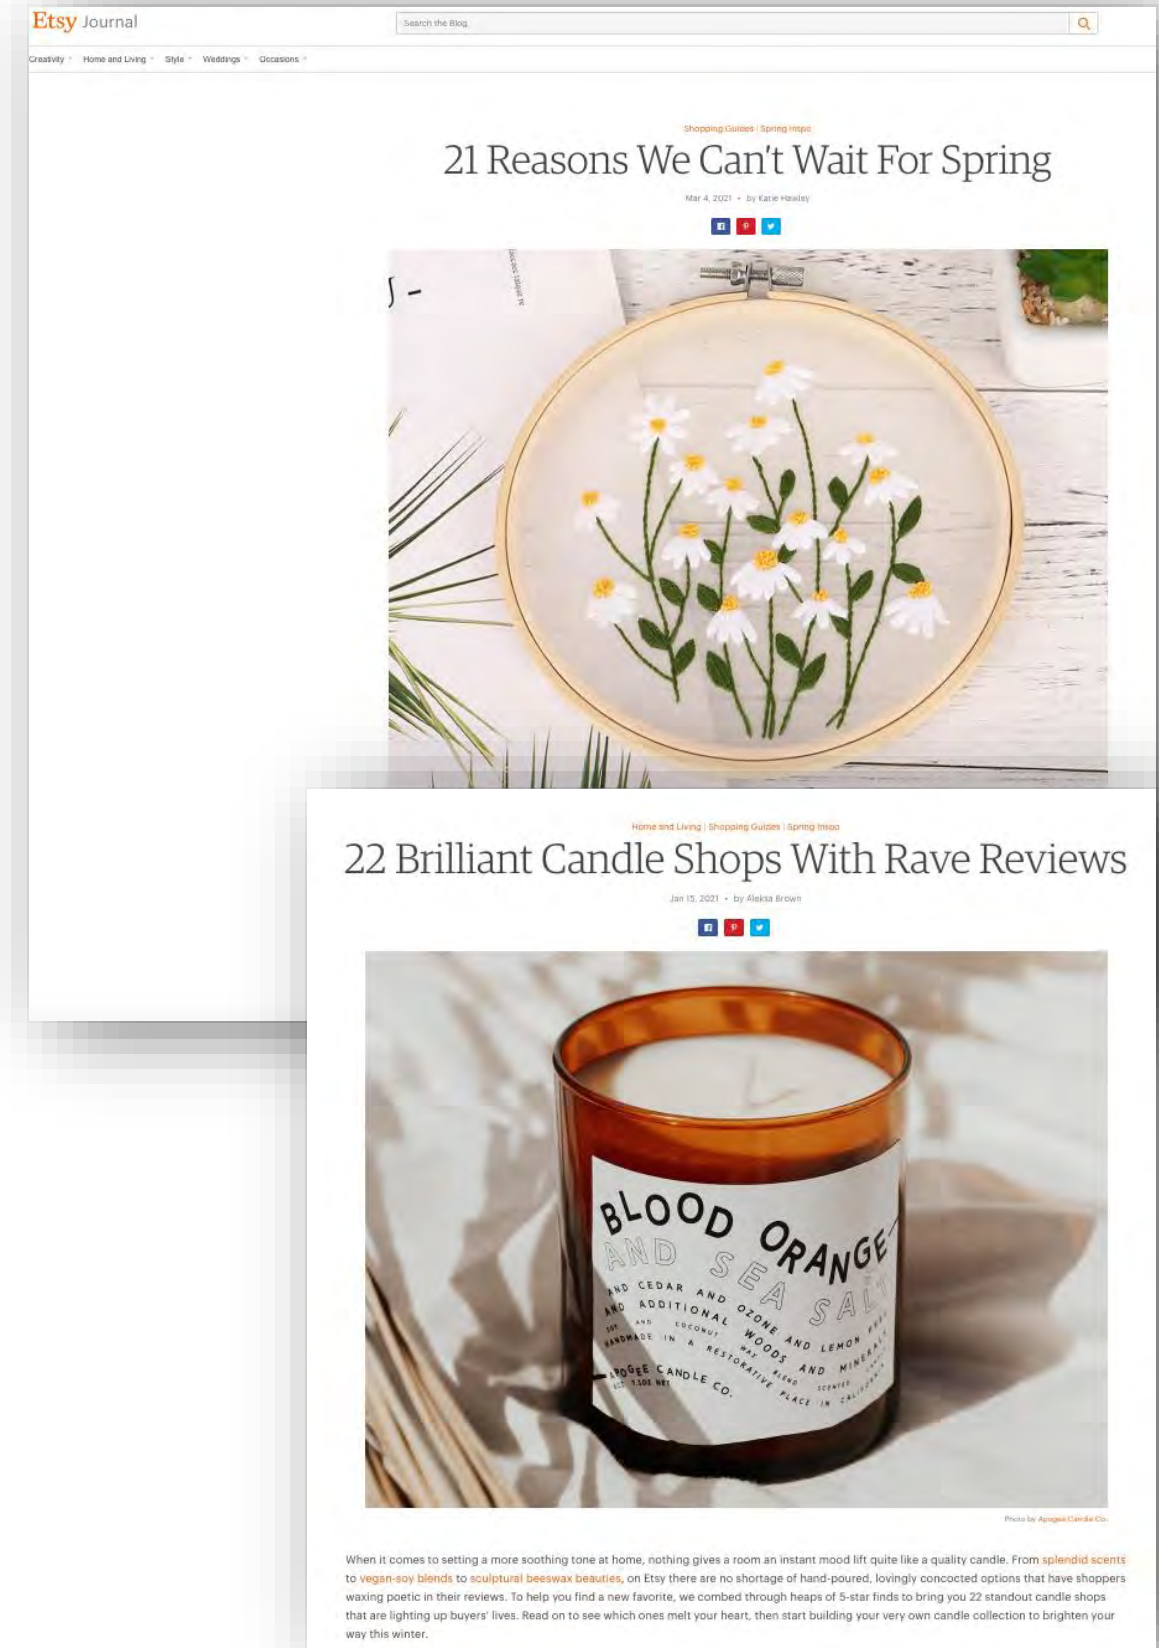 Etsy Journal
Search the Blog
Creativity Home and Living Style Weddings Occasions
Shopping Guides | Spring Inspo
21 Reasons We Can't Wait For Spring
Mar 4, 2021 • by Katie Hawley
Home and Living | Shopping Guides | Spring Inspo
22 Brilliant Candle Shops With Rave Reviews
Jan 15, 2021 • by Aleksa Brown
BLOOD ORANGE
AND SEA SALT
AND CEDAR AND OZONE AND LEMON PEEL
AND ADDITIONAL WOODS AND MINERALS
SOY AND COCONUT WAX BLEND SCENTED CANDLE
HANDMADE IN A RESTORATIVE PLACE IN CALIFORNIA
APOGEE CANDLE CO.
NET
Photo by Apogee Candle Co.
When it comes to setting a more soothing tone at home, nothing gives a room an instant mood lift quite like a quality candle. From splendid scents
to vegan-soy blends to sculptural beeswax beauties, on Etsy there are no shortage of hand-poured, lovingly concocted options that have shoppers
waxing poetic in their reviews. To help you find a new favorite, we combed through heaps of 5-star finds to bring you 22 standout candle shops
that are lighting up buyers' lives. Read on to see which ones melt your heart, then start building your very own candle collection to brighten your
way this winter.